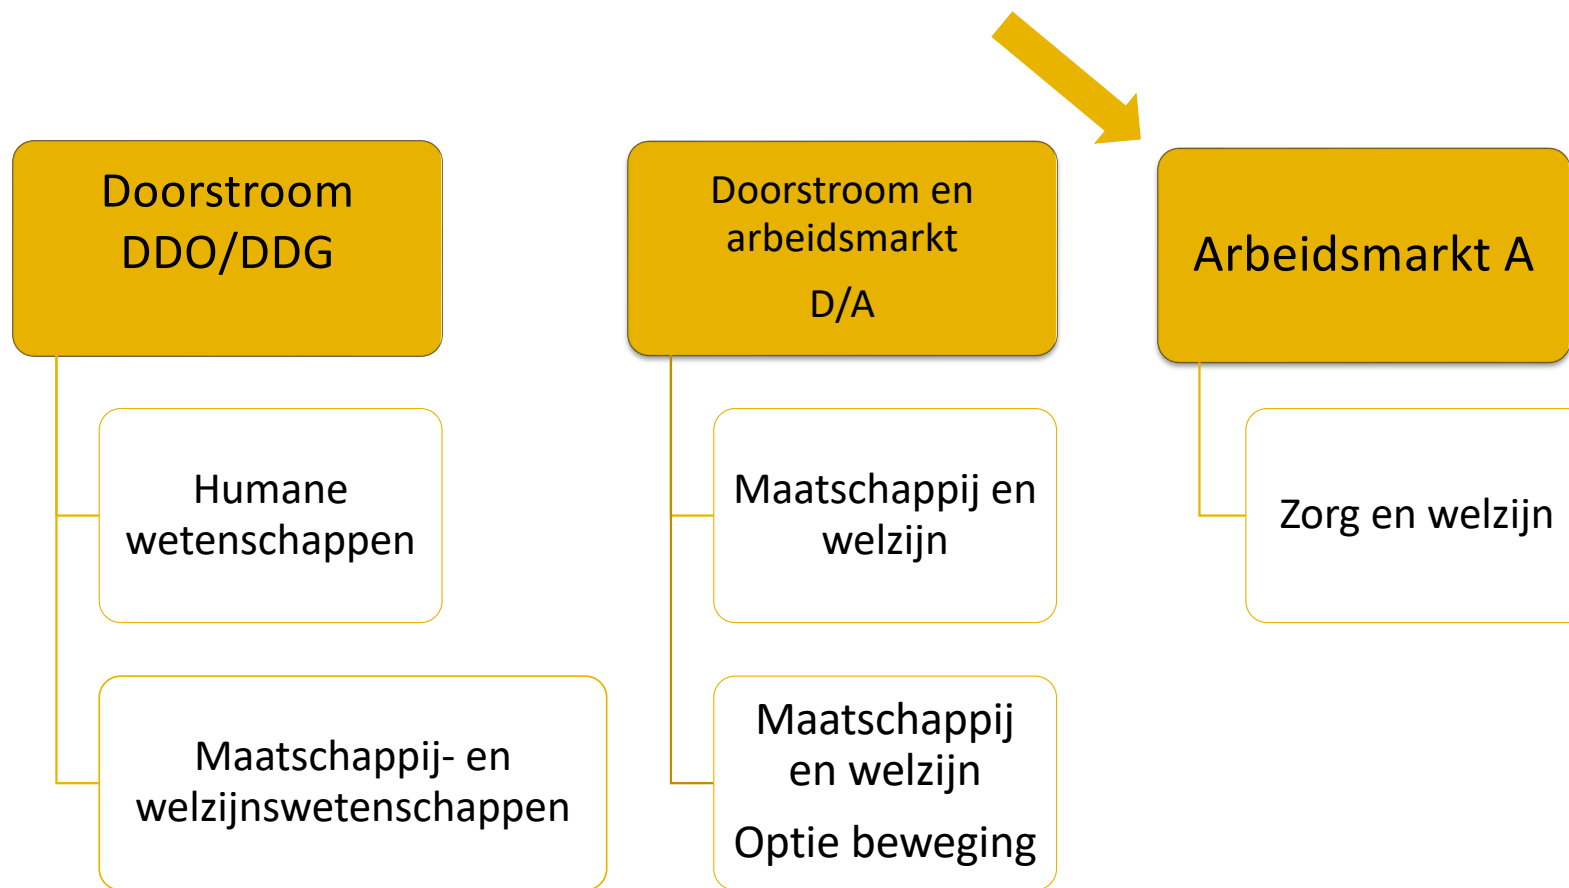 Doorstroom
DDO/DDG
Humane
wetenschappen
Maatschappij- en
welzijnswetenschappen
Doorstroom en
arbeidsmarkt
D/A
Maatschappij en
welzijn
Maatschappij
en welzijn
Optie beweging
Arbeidsmarkt A
Zorg en welzijn